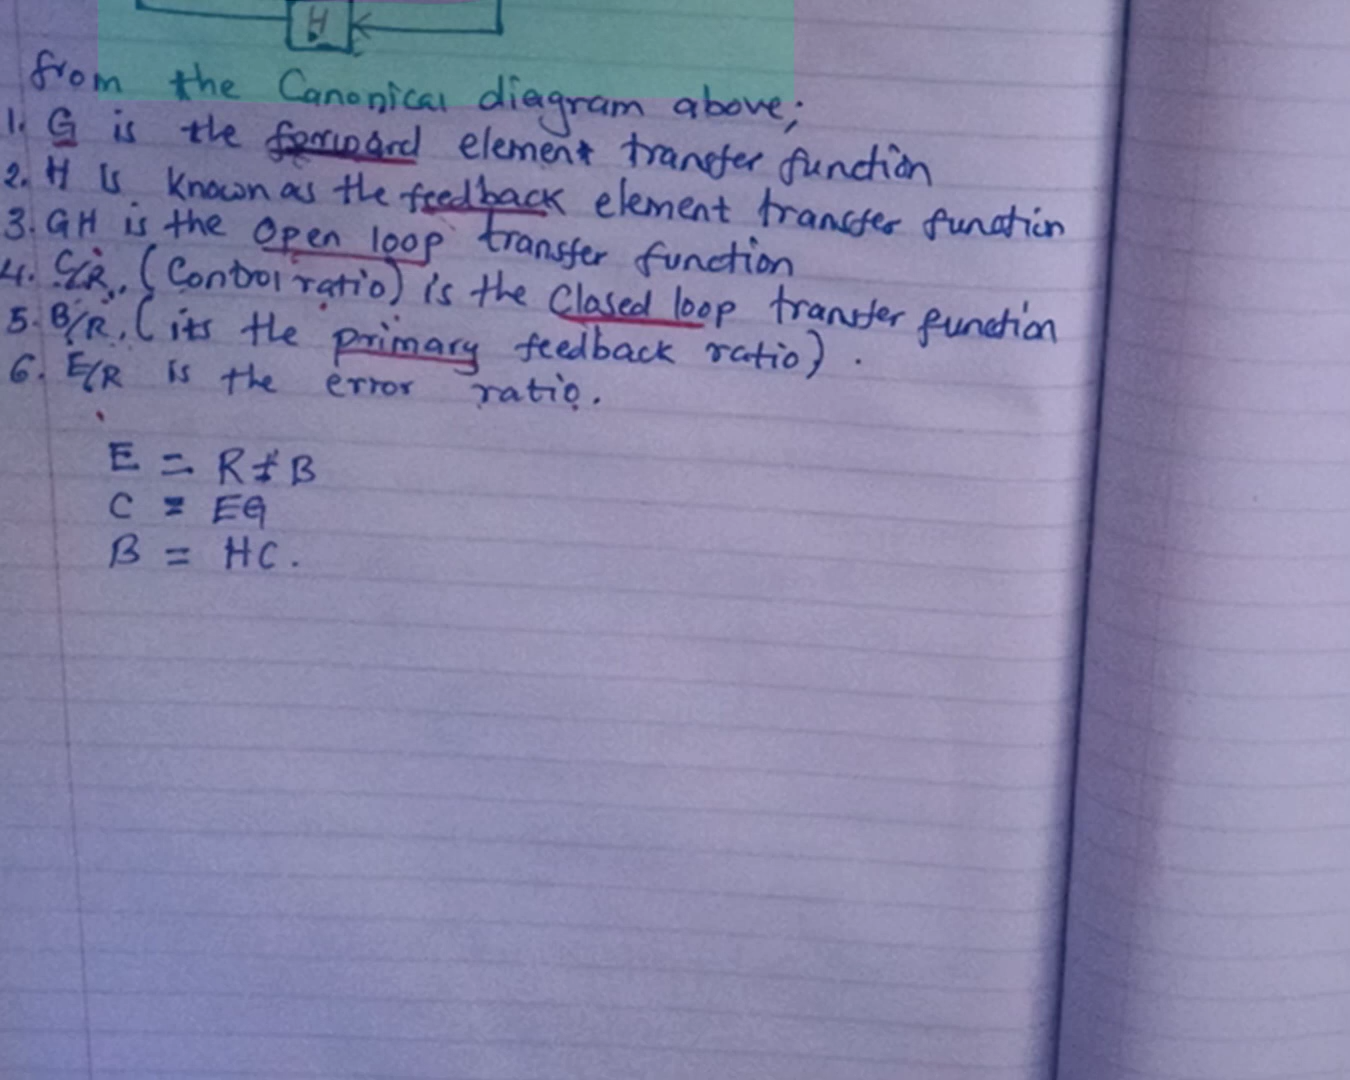 H
from the Canonical diagram above;
1. G is the forward element transfer function
2. H is known as the feedback element transfer function
3. GH is the Open loop transfer function
4. C/R, (Control ratio) is the Closed loop transfer function
5. B/R, (its the primary feedback ratio).
6. E/R is the error ratio.
E = R ∓ B
C = EG
B = HC.